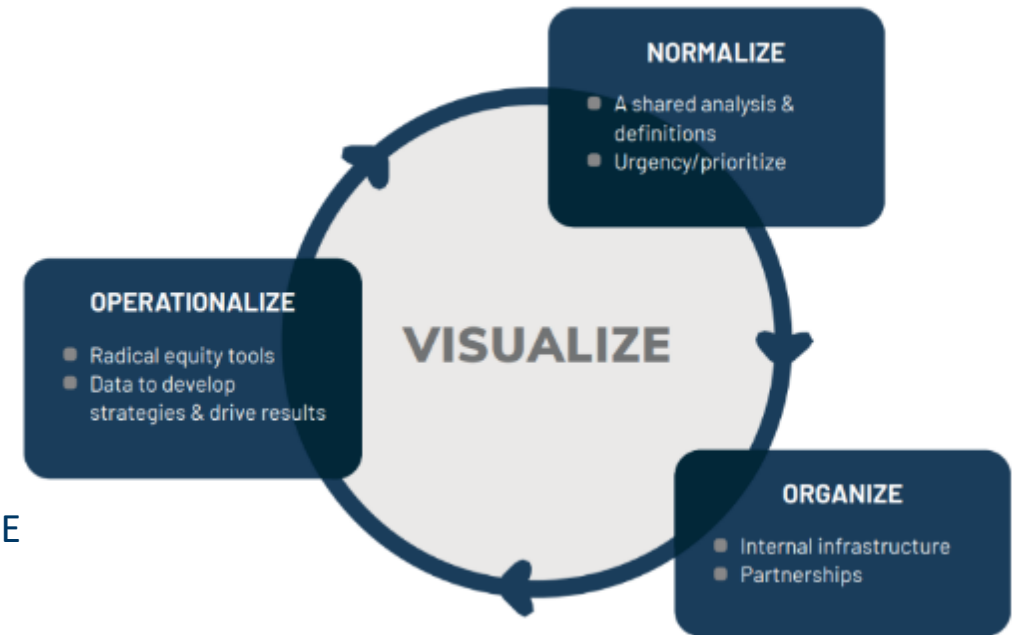 NORMALIZE
A shared analysis &
definitions
Urgency/prioritize
OPERATIONALIZE
Radical equity tools
Data to develop
strategies & drive results
VISUALIZE
ORGANIZE
Internal infrastructure
Partnerships
E